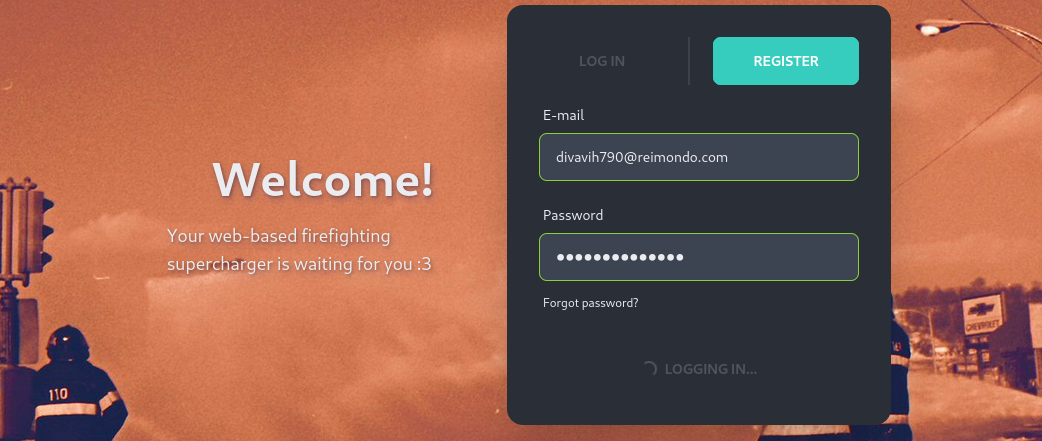 Welcome!
Your web-based firefighting
supercharger is waiting for you :3
LOG IN
REGISTER
E-mail
divavih790@reimondo.com
Password
●●●●●●●●●●●●●●
Forgot password?
LOGGING IN...
110
CHEVROLET